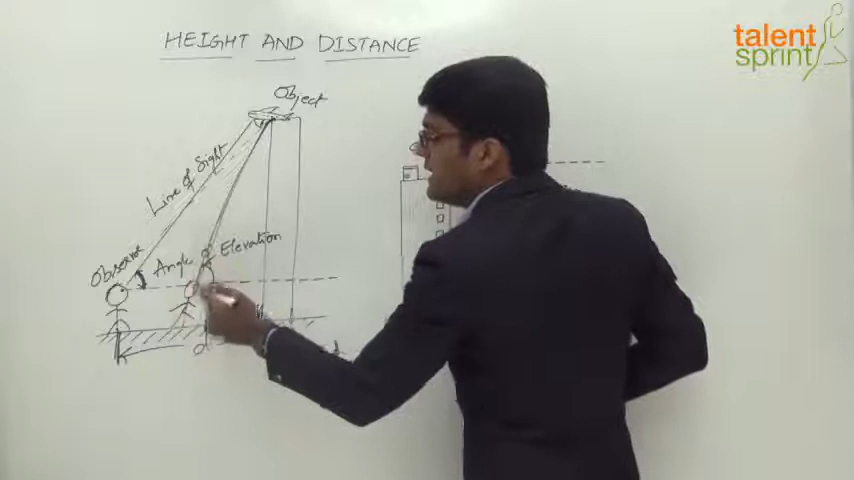 HEIGHT AND DISTANCE
talent
sprint
Object
Line of Sight
Observer
Angle of Elevation
d